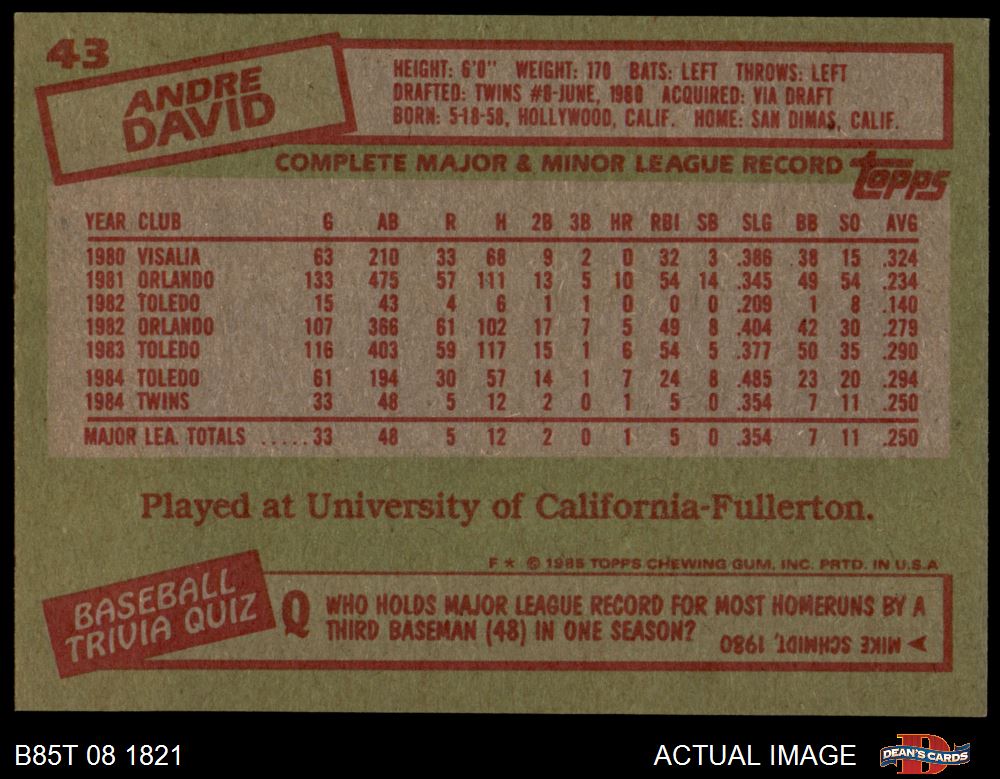 43
ANDRE
DAVID
HEIGHT: 6'0" WEIGHT: 170 BATS: LEFT THROWS: LEFT
DRAFTED: TWINS #8-JUNE, 1980 ACQUIRED: VIA DRAFT
BORN: 5-18-58, HOLLYWOOD, CALIF. HOME: SAN DIMAS, CALIF.
COMPLETE MAJOR & MINOR LEAGUE RECORD topps
YEAR CLUB G AB R H 2B 3B HR RBI SB SLG BB SO AVG
1980 VISALIA 63 210 33 68 9 2 0 32 3 .386 38 15 .324
1981 ORLANDO 133 475 57 111 13 5 10 54 14 .345 49 54 .234
1982 TOLEDO 15 43 4 6 1 1 0 0 0 .209 1 8 .140
1982 ORLANDO 107 366 61 102 17 7 5 49 8 .404 42 30 .279
1983 TOLEDO 116 403 59 117 15 1 6 54 5 .377 50 35 .290
1984 TOLEDO 61 194 30 57 14 1 7 24 8 .485 23 20 .294
1984 TWINS 33 48 5 12 2 0 1 5 0 .354 7 11 .250
MAJOR LEA. TOTALS .....33 48 5 12 2 0 1 5 0 .354 7 11 .250
Played at University of California-Fullerton.
F * © 1985 TOPPS CHEWING GUM, INC. PRTD. IN U.S.A
BASEBALL
TRIVIA QUIZ
Q WHO HOLDS MAJOR LEAGUE RECORD FOR MOST HOMERUNS BY A
THIRD BASEMAN (48) IN ONE SEASON?
MIKE SCHMIDT, 1980
B85T 08 1821
ACTUAL IMAGE
D
DEAN'S CARDS